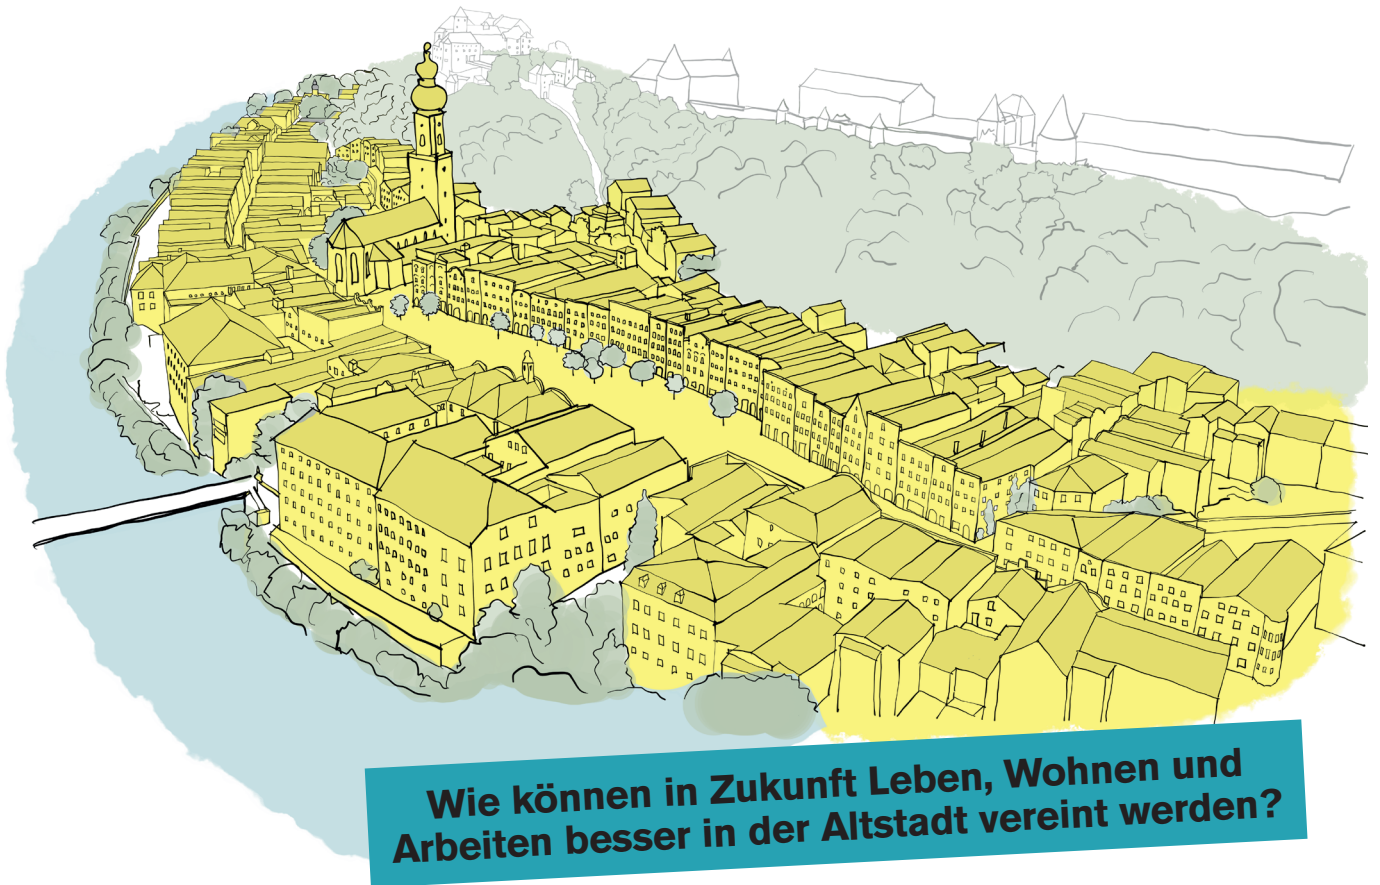 Wie können in Zukunft Leben, Wohnen und
Arbeiten besser in der Altstadt vereint werden?